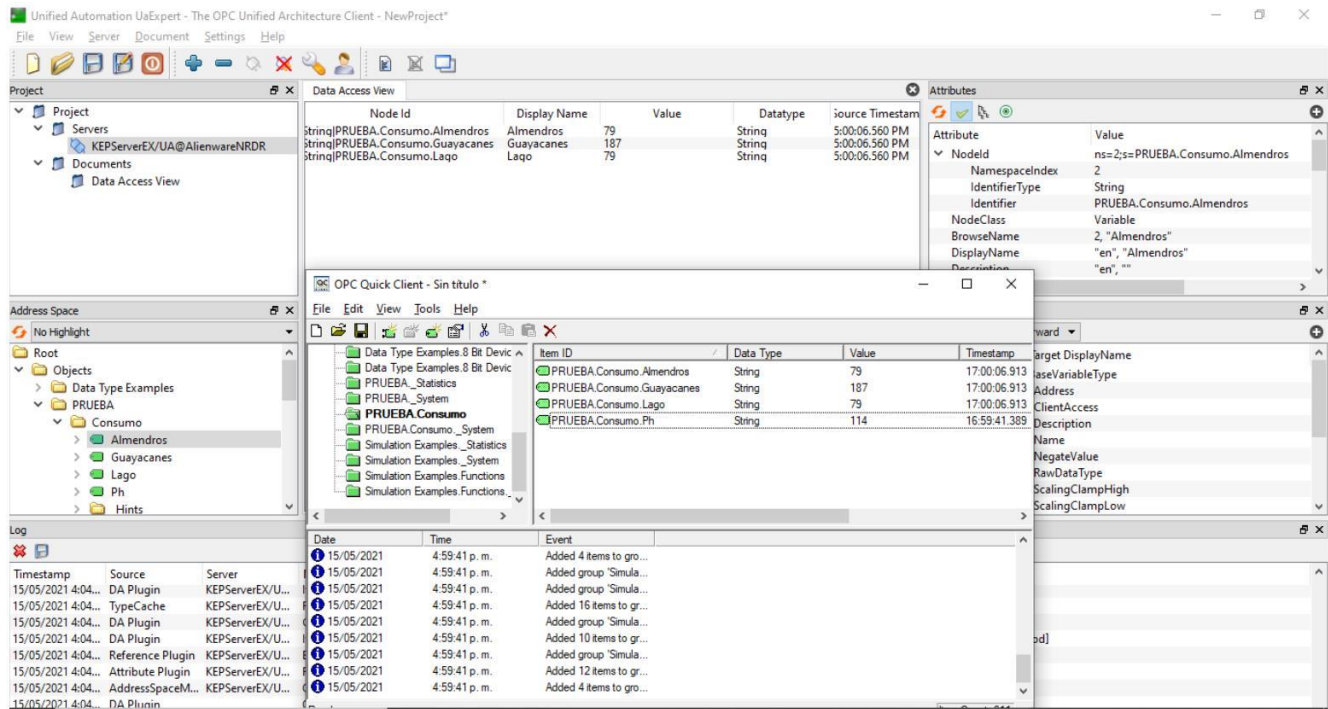 Unified Automation UaExpert - The OPC Unified Architecture Client - NewProject*
File View Server Document Settings Help
Project
Project
Servers
KEPServerEX/UA@AlienwareNRDR
Documents
Data Access View
Data Access View
Node Id Display Name Value Datatype Source Timestam
String|PRUEBA.Consumo.Almendros Almendros 79 String 5:00:06.560 PM
String|PRUEBA.Consumo.Guayacanes Guayacanes 187 String 5:00:06.560 PM
String|PRUEBA.Consumo.Lago Lago 79 String 5:00:06.560 PM
Attributes
Attribute Value
NodeId ns=2;s=PRUEBA.Consumo.Almendros
NamespaceIndex 2
IdentifierType String
Identifier PRUEBA.Consumo.Almendros
NodeClass Variable
BrowseName 2, "Almendros"
DisplayName "en", "Almendros"
Description "en", ""
Address Space
No Highlight
Root
Objects
Data Type Examples
PRUEBA
Consumo
Almendros
Guayacanes
Lago
Ph
Hints
OPC Quick Client - Sin título *
File Edit View Tools Help
Data Type Examples.8 Bit Devic
Data Type Examples.8 Bit Devic
PRUEBA._Statistics
PRUEBA._System
PRUEBA.Consumo
PRUEBA.Consumo._System
Simulation Examples._Statistics
Simulation Examples._System
Simulation Examples.Functions
Simulation Examples.Functions._
Item ID Data Type Value Timestamp
PRUEBA.Consumo.Almendros String 79 17:00:06.913
PRUEBA.Consumo.Guayacanes String 187 17:00:06.913
PRUEBA.Consumo.Lago String 79 17:00:06.913
PRUEBA.Consumo.Ph String 114 16:59:41.389
Date Time Event
15/05/2021 4:59:41 p. m. Added 4 items to gro...
15/05/2021 4:59:41 p. m. Added group 'Simula...
15/05/2021 4:59:41 p. m. Added 16 items to gr...
15/05/2021 4:59:41 p. m. Added group 'Simula...
15/05/2021 4:59:41 p. m. Added 10 items to gr...
15/05/2021 4:59:41 p. m. Added group 'Simula...
15/05/2021 4:59:41 p. m. Added 12 items to gr...
15/05/2021 4:59:41 p. m. Added 4 items to gro...
ward
arget DisplayName
aseVariableType
Address
ClientAccess
Description
Name
NegateValue
RawDataType
ScalingClampHigh
ScalingClampLow
Log
Timestamp Source Server
15/05/2021 4:04... DA Plugin KEPServerEX/U...
15/05/2021 4:04... TypeCache KEPServerEX/U...
15/05/2021 4:04... DA Plugin KEPServerEX/U...
15/05/2021 4:04... DA Plugin KEPServerEX/U...
od]
15/05/2021 4:04... Reference Plugin KEPServerEX/U...
15/05/2021 4:04... Attribute Plugin KEPServerEX/U...
15/05/2021 4:04... AddressSpaceM... KEPServerEX/U...
15/05/2021 4:04... DA Plugin